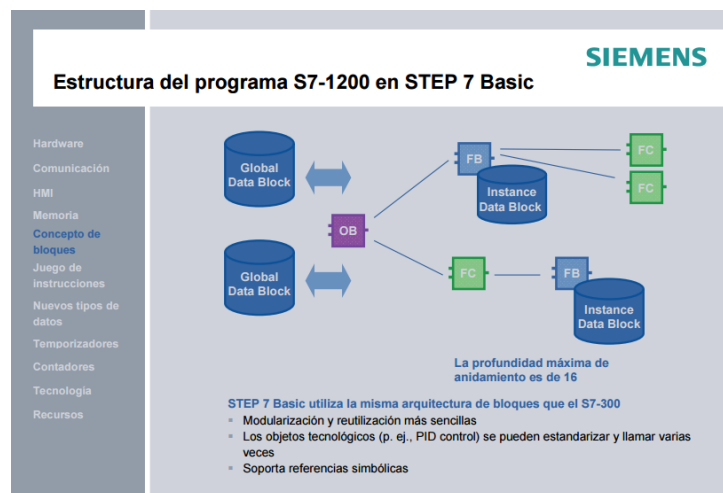 SIEMENS
Estructura del programa S7-1200 en STEP 7 Basic
Hardware
Comunicación
HMI
Memoria
Concepto de
bloques
Juego de
instrucciones
Nuevos tipos de
datos
Temporizadores
Contadores
Tecnología
Recursos
Global
Data Block
FB
FC
FC
Instance
Data Block
OB
Global
Data Block
FC
FB
Instance
Data Block
La profundidad máxima de
anidamiento es de 16
STEP 7 Basic utiliza la misma arquitectura de bloques que el S7-300
Modularización y reutilización más sencillas
Los objetos tecnológicos (p. ej., PID control) se pueden estandarizar y llamar varias
veces
Soporta referencias simbólicas